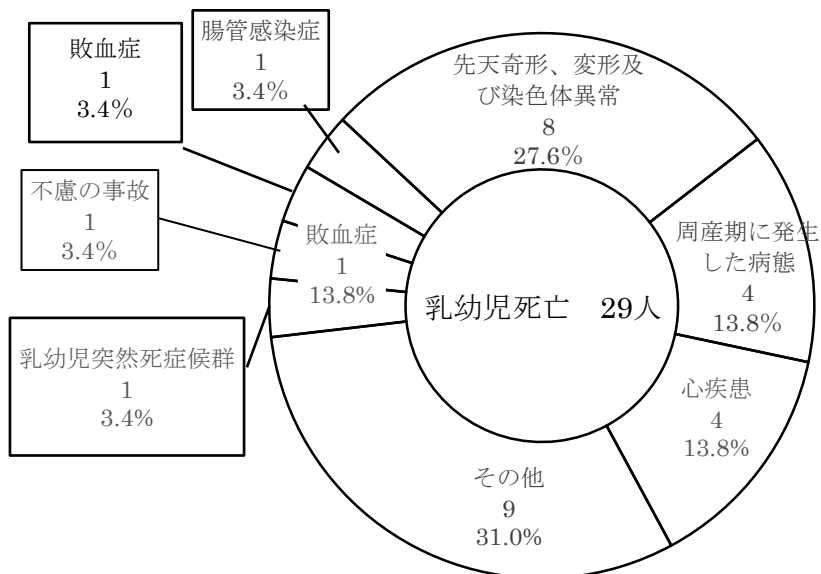 腸管感染症
1
3.4%
敗血症
1
3.4%
先天奇形、変形及
び染色体異常
8
27.6%
不慮の事故
1
3.4%
敗血症
1
13.8%
周産期に発生
した病態
4
13.8%
乳幼児死亡 29人
乳幼児突然死症候群
1
3.4%
心疾患
4
13.8%
その他
9
31.0%